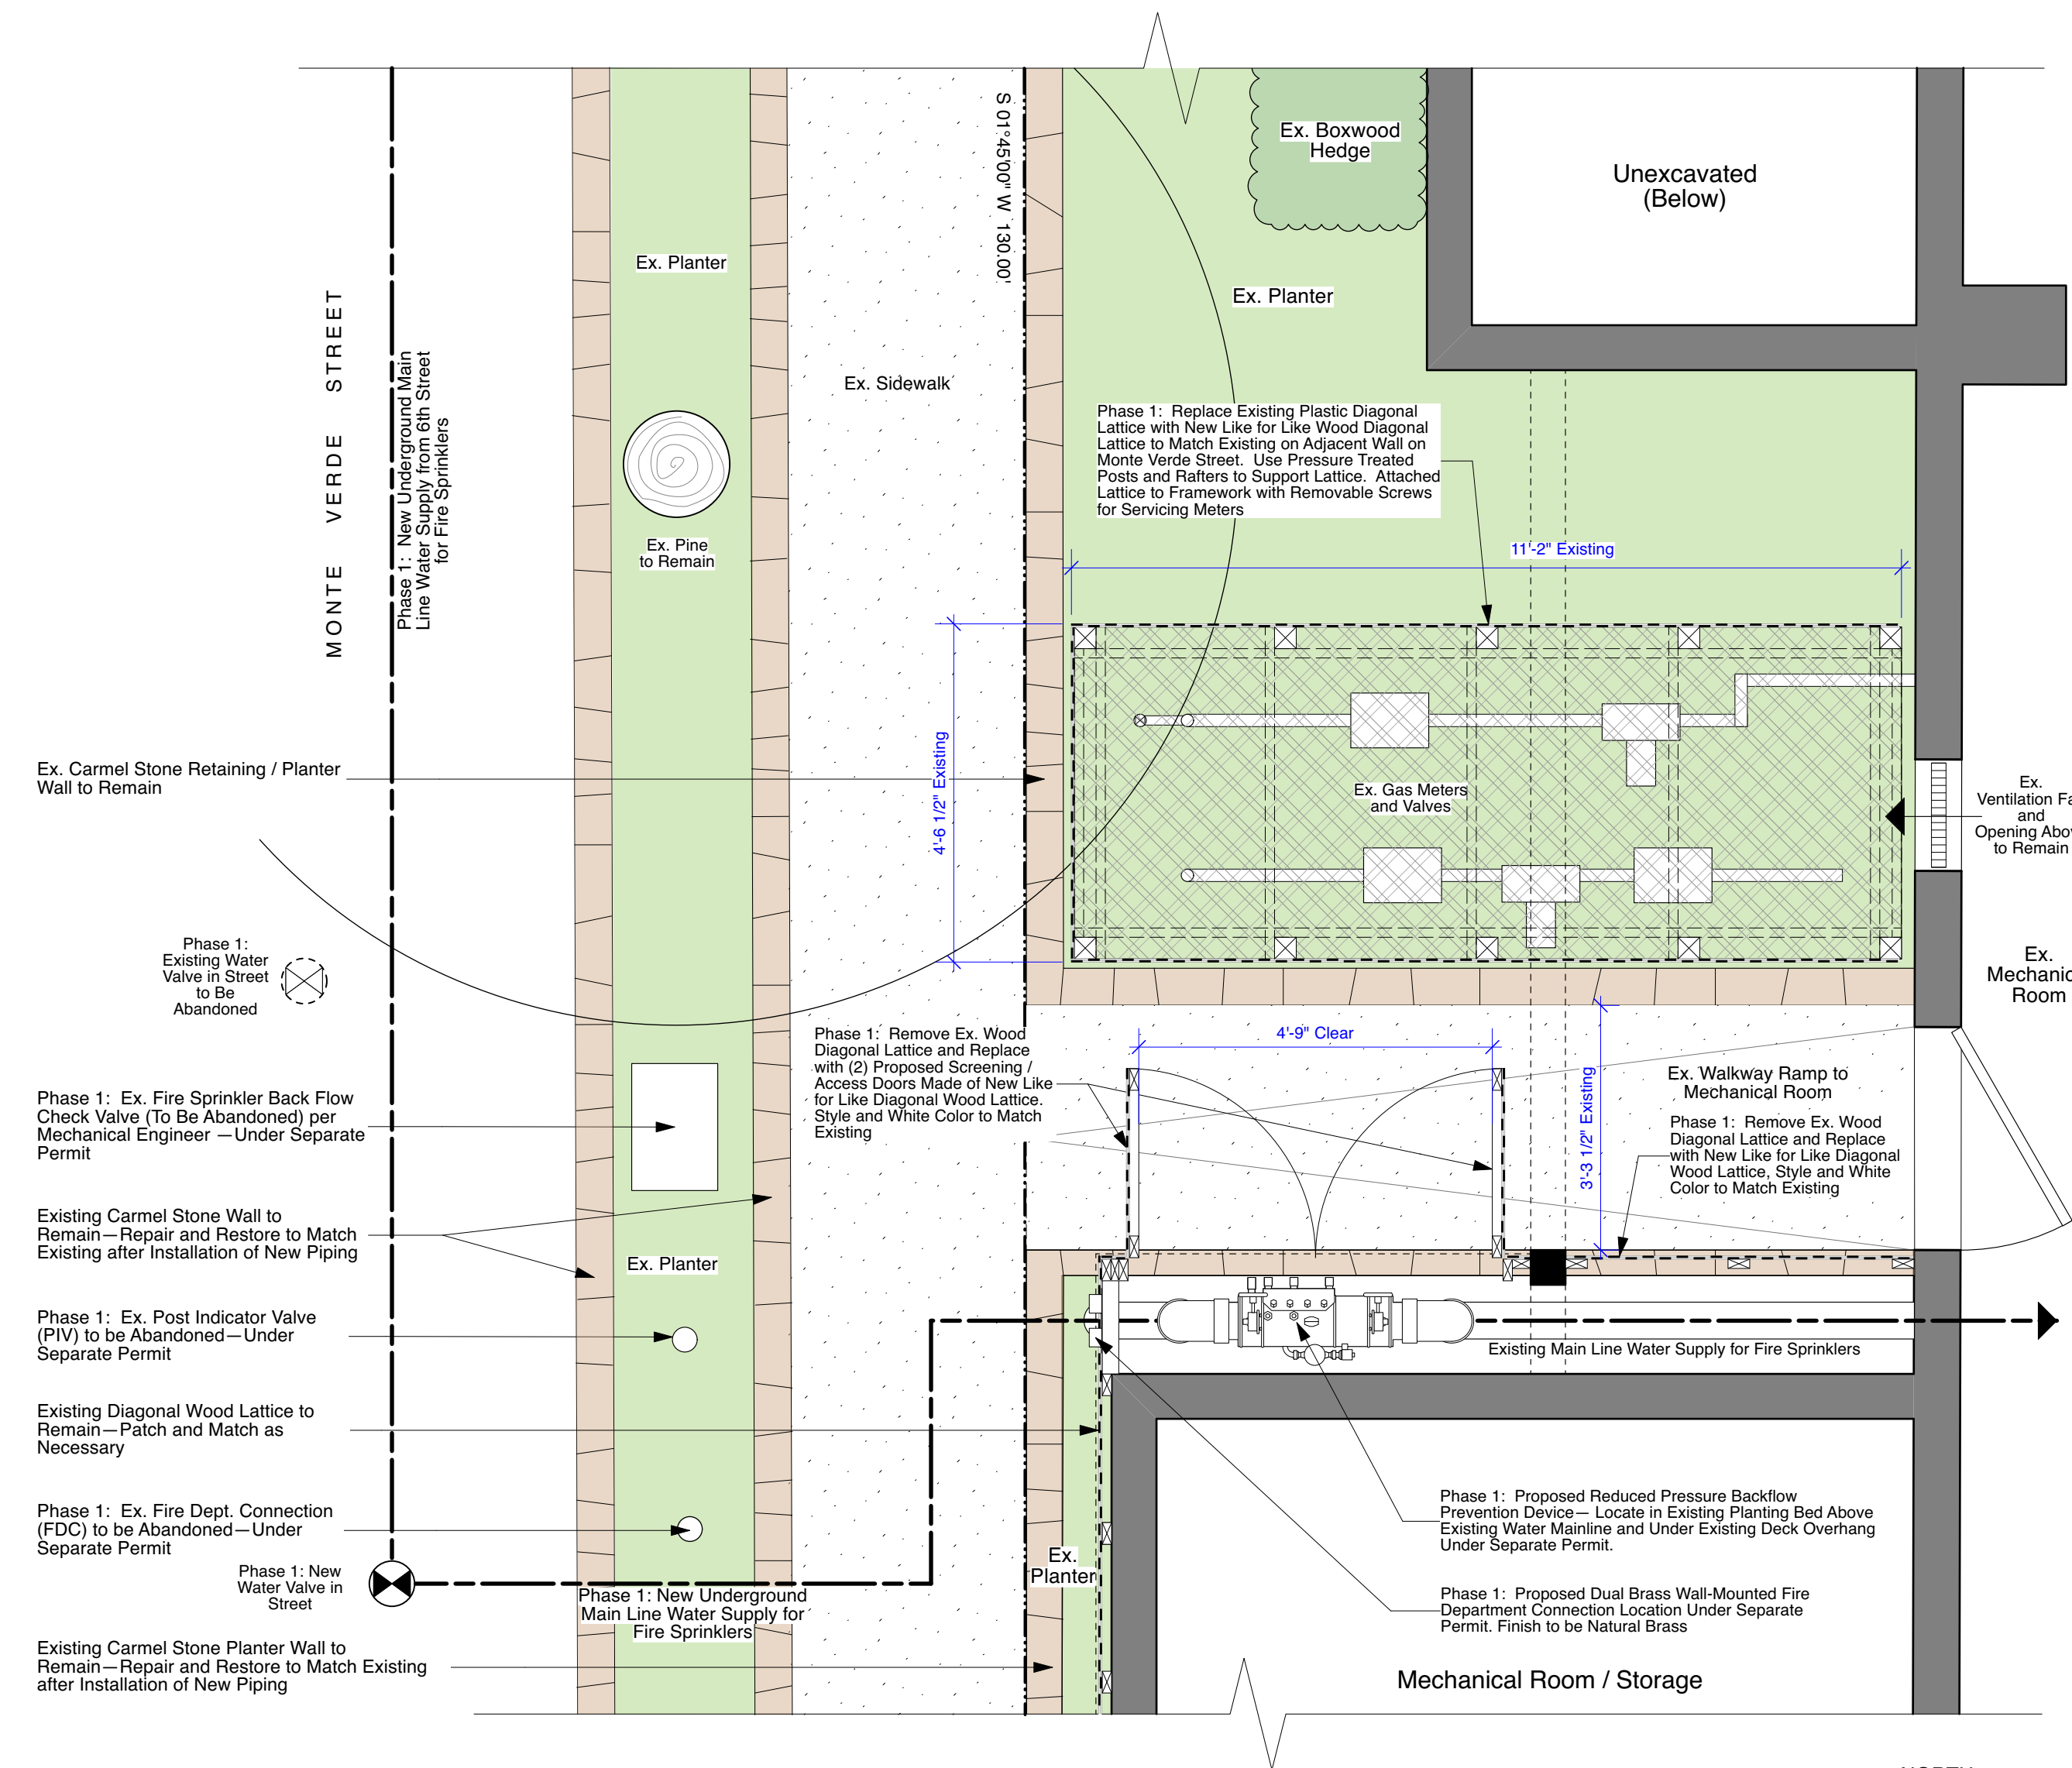 S 01°45'00" W  130.00'
Ex. Boxwood
Hedge
Unexcavated
(Below)
Ex. Planter
Ex. Planter
MONTE VERDE STREET
Phase 1:  New Underground Main
Line Water Supply from 6th Street
for Fire Sprinklers
Ex. Sidewalk
Phase 1:  Replace Existing Plastic Diagonal
Lattice with New Like for Like Wood Diagonal
Lattice to Match Existing on Adjacent Wall on
Monte Verde Street.  Use Pressure Treated
Posts and Rafters to Support Lattice.  Attached
Lattice to Framework with Removable Screws
for Servicing Meters
Ex. Pine
to Remain
11'-2" Existing
4'-6 1/2" Existing
Ex. Carmel Stone Retaining / Planter
Wall to Remain
Ex. Gas Meters
and Valves
Ex.
Ventilation Fa
and
Opening Abov
to Remain
Phase 1:
Existing Water
Valve in Street
to Be
Abandoned
Ex.
Mechanic
Room
Phase 1:  Remove Ex. Wood
Diagonal Lattice and Replace
with (2) Proposed Screening /
Access Doors Made of New Like
for Like Diagonal Wood Lattice.
Style and White Color to Match
Existing
4'-9" Clear
3'-3 1/2" Existing
Ex. Walkway Ramp to
Mechanical Room
Phase 1:  Remove Ex. Wood
Diagonal Lattice and Replace
with New Like for Like Diagonal
Wood Lattice, Style and White
Color to Match Existing
Phase 1:  Ex. Fire Sprinkler Back Flow
Check Valve (To Be Abandoned) per
Mechanical Engineer —Under Separate
Permit
Existing Carmel Stone Wall to
Remain—Repair and Restore to Match
Existing after Installation of New Piping
Ex. Planter
Phase 1:  Ex. Post Indicator Valve
(PIV) to be Abandoned—Under
Separate Permit
Existing Main Line Water Supply for Fire Sprinklers
Existing Diagonal Wood Lattice to
Remain—Patch and Match as
Necessary
Phase 1:  Ex. Fire Dept. Connection
(FDC) to be Abandoned—Under
Separate Permit
Phase 1:  Proposed Reduced Pressure Backflow
Prevention Device— Locate in Existing Planting Bed Above
Existing Water Mainline and Under Existing Deck Overhang
Under Separate Permit.
Ex.
Planter
Phase 1: New
Water Valve in
Street
Phase 1: New Underground
Main Line Water Supply for
Fire Sprinklers
Phase 1:  Proposed Dual Brass Wall-Mounted Fire
Department Connection Location Under Separate
Permit. Finish to be Natural Brass
Existing Carmel Stone Planter Wall to
Remain—Repair and Restore to Match Existing
after Installation of New Piping
Mechanical Room / Storage